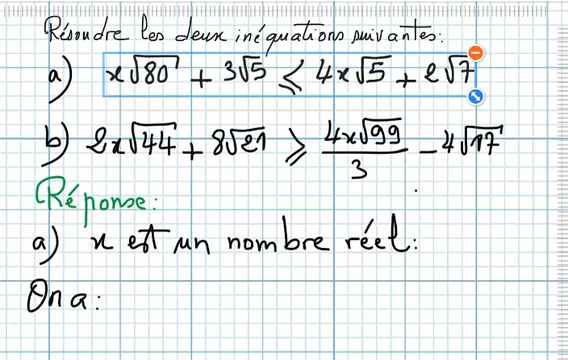 Résoudre les deux inéquations suivantes:
a) x√80 + 3√5 ≤ 4x√5 + 2√7
b) 2x√44 + 8√21 ≥ 4x√99/3 - 4√17
Réponse:
a) x est un nombre réel:
On a: